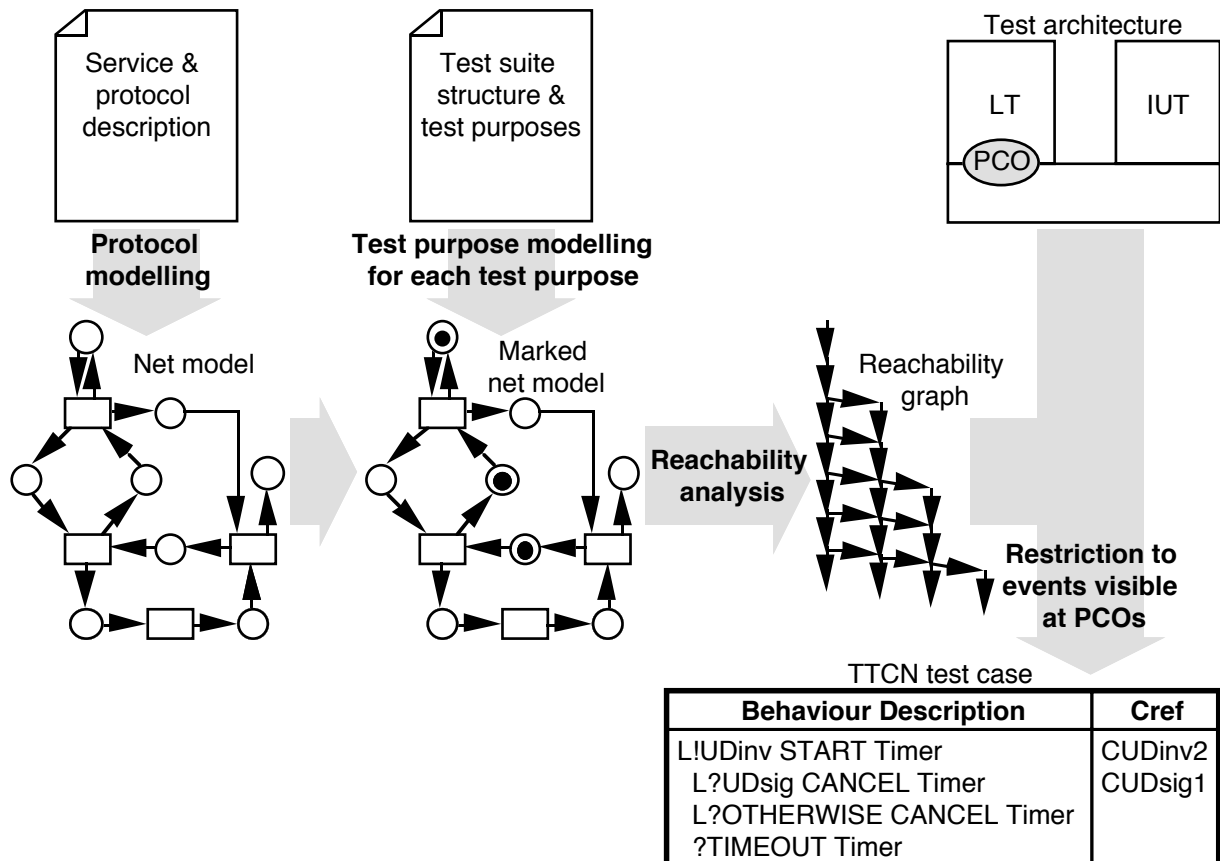 Service &
protocol
description
Test suite
structure &
test purposes
Test architecture
LT
IUT
PCO
Protocol
modelling
Test purpose modelling
for each test purpose
Net model
Marked
net model
Reachability
graph
Reachability
analysis
Restriction to
events visible
at PCOs
TTCN test case
Behaviour Description Cref
L!UDinv START Timer CUDinv2
L?UDsig CANCEL Timer CUDsig1
L?OTHERWISE CANCEL Timer
?TIMEOUT Timer